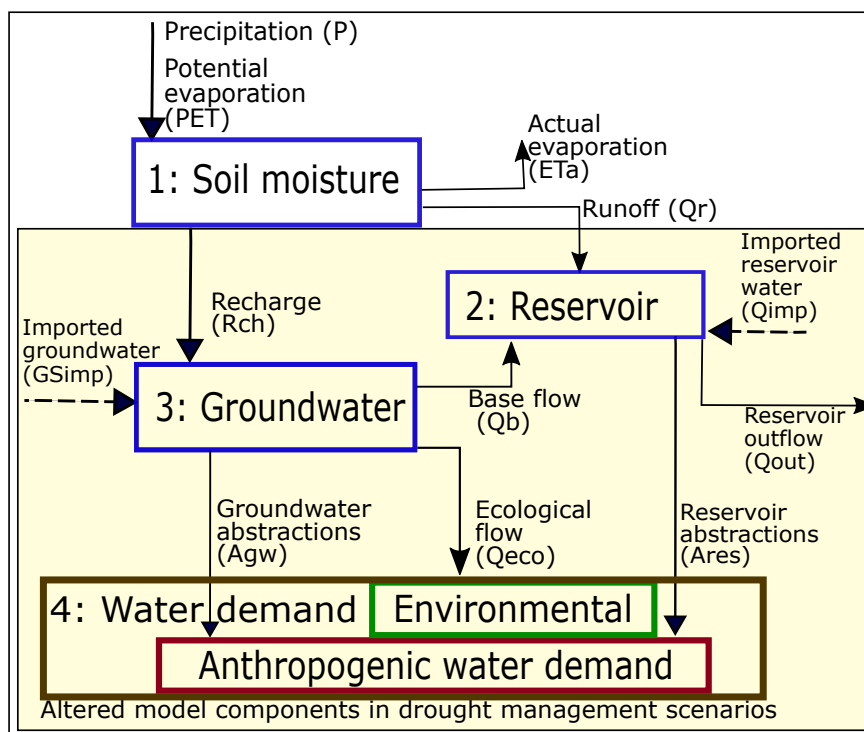 Precipitation (P)
Potential
evaporation
(PET)
Actual
evaporation
(ETa)
1: Soil moisture
Runoff (Qr)
Imported
reservoir
water
(Qimp)
2: Reservoir
Recharge
(Rch)
Imported
groundwater
(GSimp)
3: Groundwater
Base flow
(Qb)
Reservoir
outflow
(Qout)
Groundwater
abstractions
(Agw)
Ecological
flow
(Qeco)
Reservoir
abstractions
(Ares)
4: Water demand
Environmental
Anthropogenic water demand
Altered model components in drought management scenarios